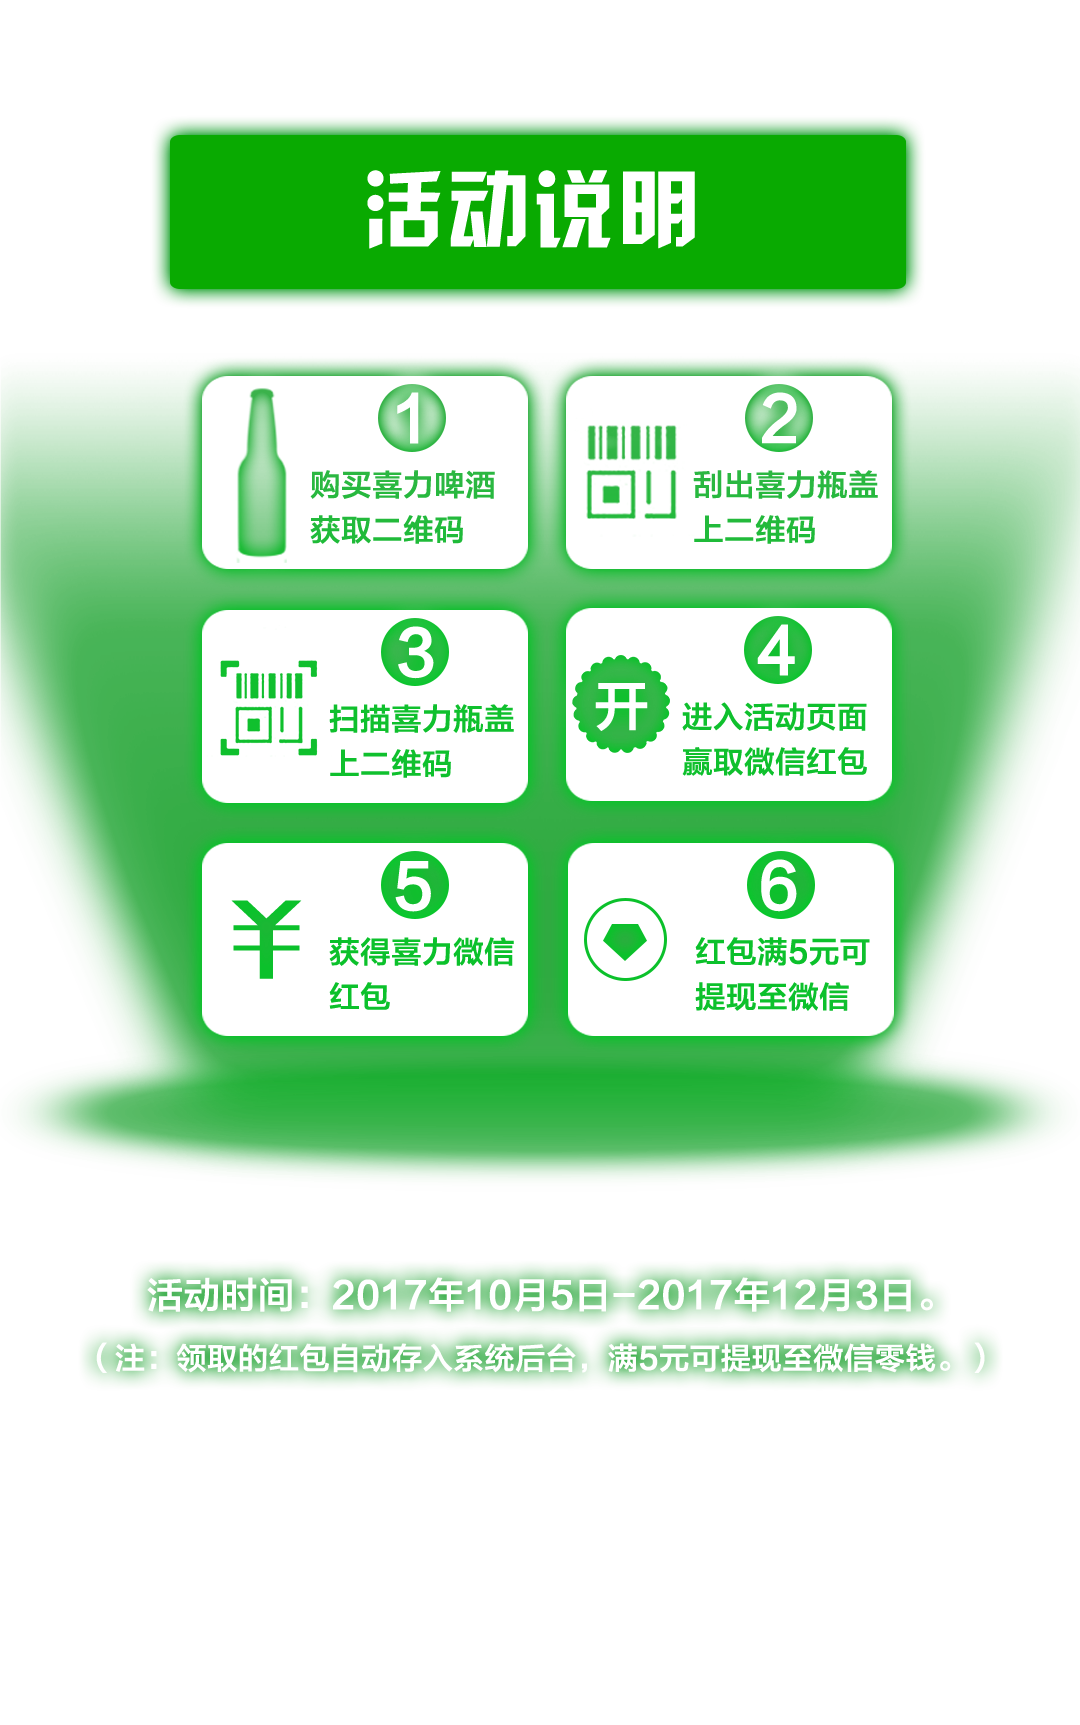 活动说明
1
购买喜力啤酒
获取二维码
2
刮出喜力瓶盖
上二维码
3
扫描喜力瓶盖
上二维码
4
开
进入活动页面
赢取微信红包
5
¥
获得喜力微信
红包
6
红包满5元可
提现至微信
活动时间：2017年10月5日-2017年12月3日。
（注：领取的红包自动存入系统后台，满5元可提现至微信零钱。）